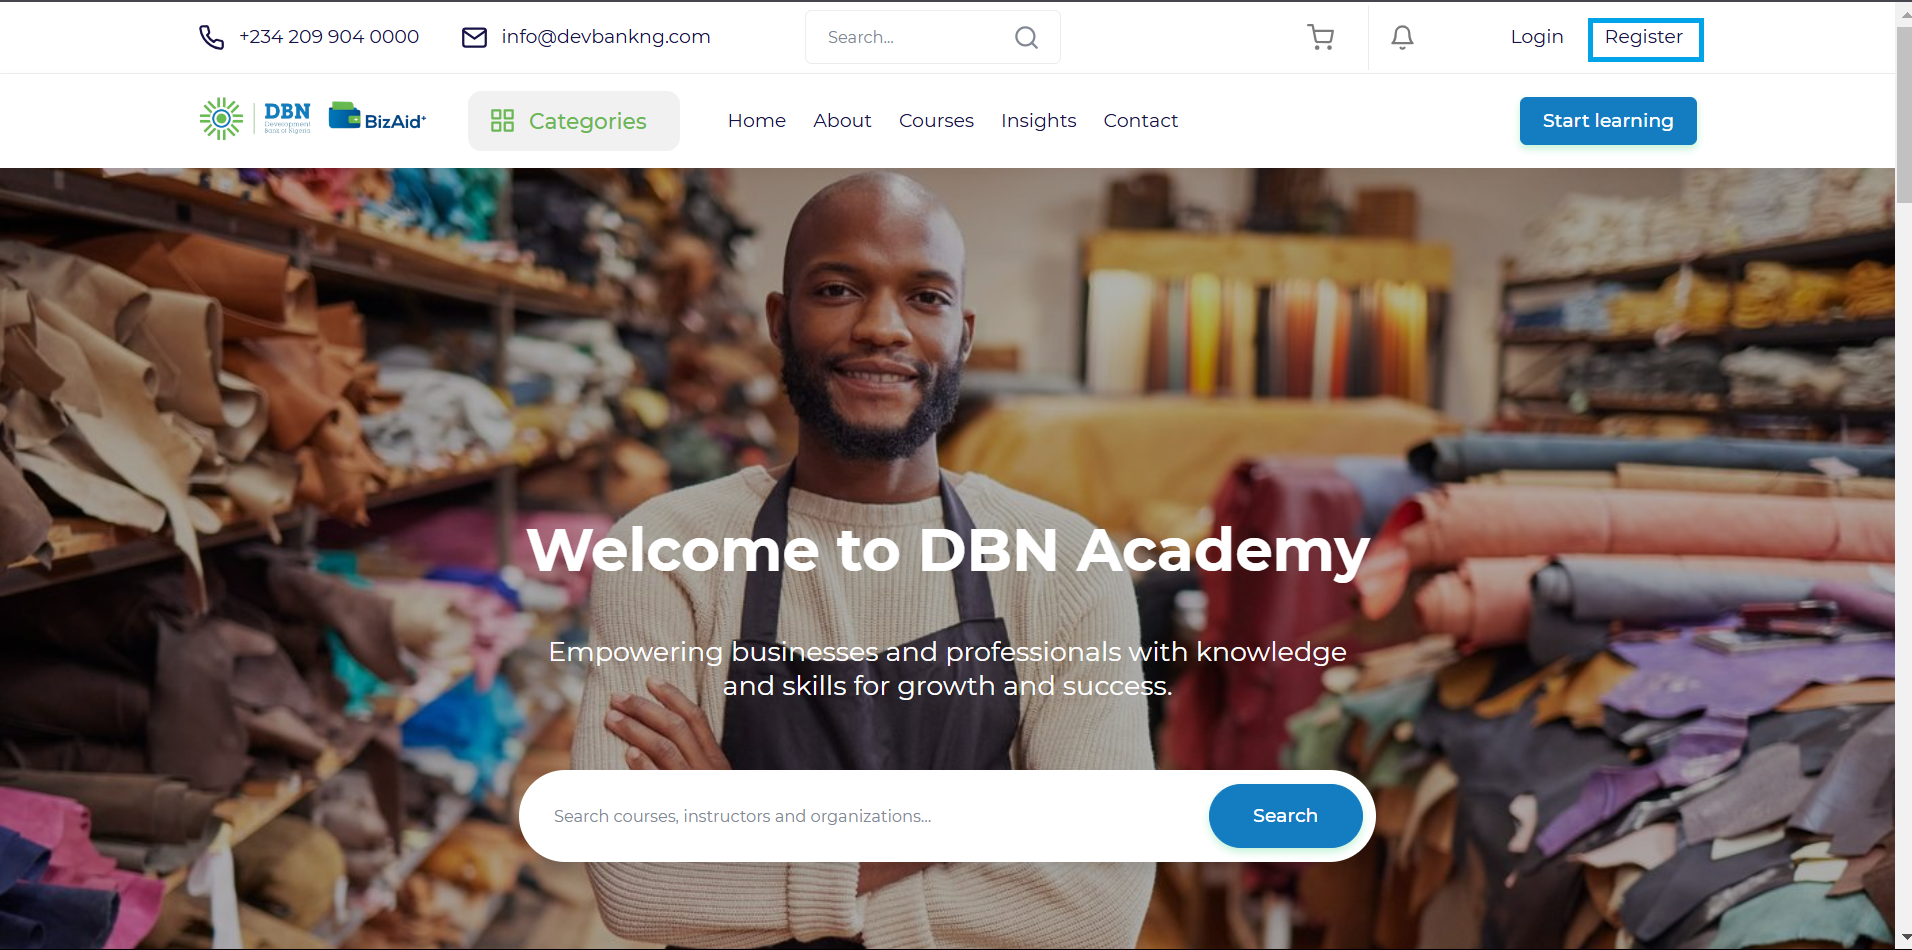 +234 209 904 0000
info@devbankng.com
Search...
Login
Register
DBN
Development
Bank of Nigeria
BizAid+
Categories
Home
About
Courses
Insights
Contact
Start learning
Welcome to DBN Academy
Empowering businesses and professionals with knowledge
and skills for growth and success.
Search courses, instructors and organizations...
Search